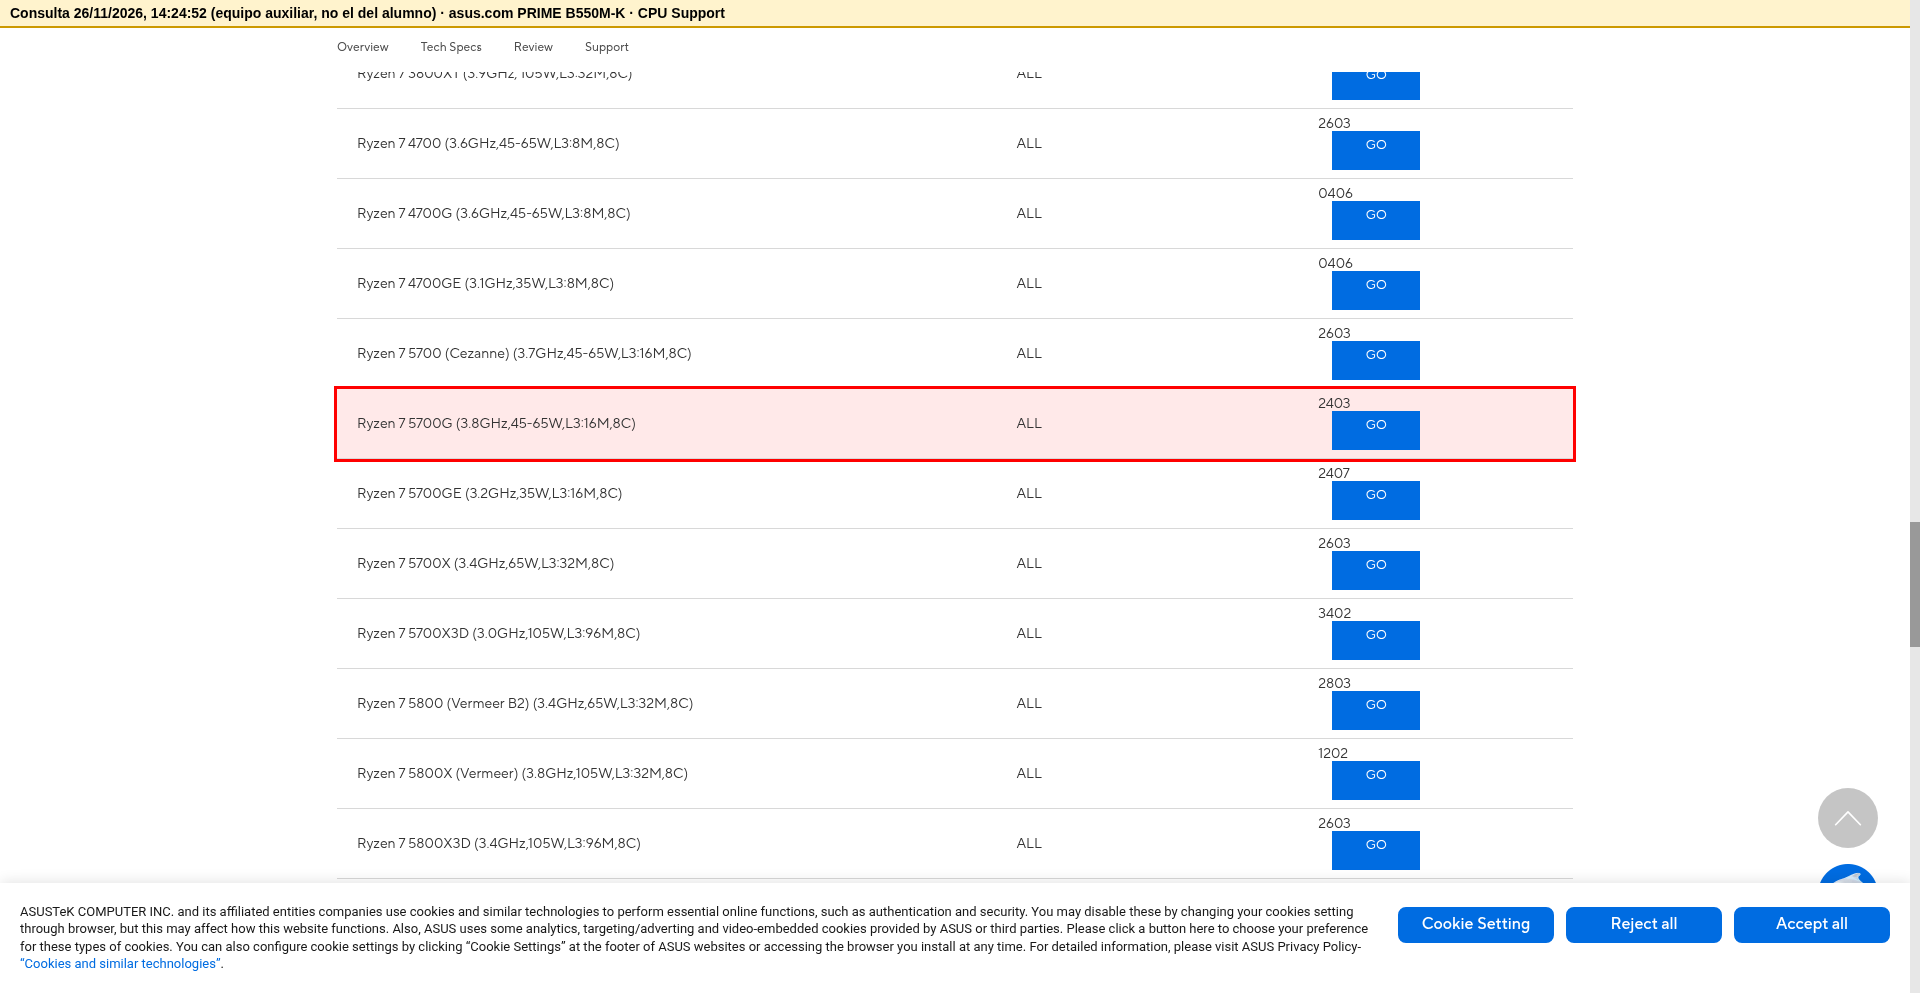 Consulta 26/11/2026, 14:24:52 (equipo auxiliar, no el del alumno) · asus.com PRIME B550M-K · CPU Support
Overview Tech Specs Review Support
Ryzen 7 3800XT (3.9GHz, 105W,L3:32M,8C) ALL GO
2603
Ryzen 7 4700 (3.6GHz,45-65W,L3:8M,8C) ALL GO
0406
Ryzen 7 4700G (3.6GHz,45-65W,L3:8M,8C) ALL GO
0406
Ryzen 7 4700GE (3.1GHz,35W,L3:8M,8C) ALL GO
2603
Ryzen 7 5700 (Cezanne) (3.7GHz,45-65W,L3:16M,8C) ALL GO
2403
Ryzen 7 5700G (3.8GHz,45-65W,L3:16M,8C) ALL GO
2407
Ryzen 7 5700GE (3.2GHz,35W,L3:16M,8C) ALL GO
2603
Ryzen 7 5700X (3.4GHz,65W,L3:32M,8C) ALL GO
3402
Ryzen 7 5700X3D (3.0GHz,105W,L3:96M,8C) ALL GO
2803
Ryzen 7 5800 (Vermeer B2) (3.4GHz,65W,L3:32M,8C) ALL GO
1202
Ryzen 7 5800X (Vermeer) (3.8GHz,105W,L3:32M,8C) ALL GO
2603
Ryzen 7 5800X3D (3.4GHz,105W,L3:96M,8C) ALL GO
ASUSTeK COMPUTER INC. and its affiliated entities companies use cookies and similar technologies to perform essential online functions, such as authentication and security. You may disable these by changing your cookies setting
through browser, but this may affect how this website functions. Also, ASUS uses some analytics, targeting/adverting and video-embedded cookies provided by ASUS or third parties. Please click a button here to choose your preference
for these types of cookies. You can also configure cookie settings by clicking “Cookie Settings” at the footer of ASUS websites or accessing the browser you install at any time. For detailed information, please visit ASUS Privacy Policy-
“Cookies and similar technologies”.
Cookie Setting Reject all Accept all